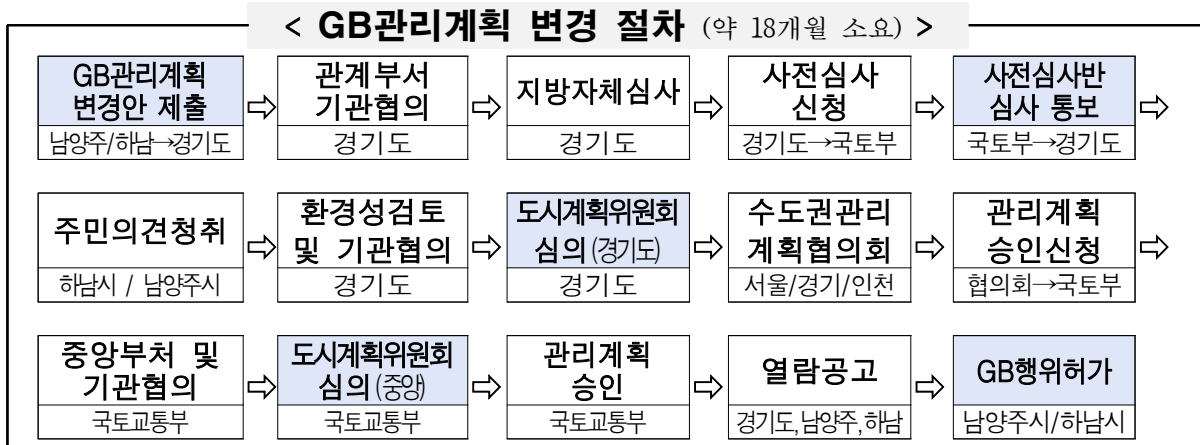 < GB관리계획 변경 절차 (약 18개월 소요) >
GB관리계획
변경안 제출
남양주/하남→경기도
⇨
관계부서
기관협의
경기도
⇨
지방자체심사
경기도
⇨
사전심사
신청
경기도→국토부
⇨
사전심사반
심사 통보
국토부→경기도
⇨
주민의견청취
하남시 / 남양주시
⇨
환경성검토
및 기관협의
경기도
⇨
도시계획위원회
심의 (경기도)
경기도
⇨
수도권관리
계획협의회
서울/경기/인천
⇨
관리계획
승인신청
협의회→국토부
⇨
중앙부처 및
기관협의
국토교통부
⇨
도시계획위원회
심의 (중앙)
국토교통부
⇨
관리계획
승인
국토교통부
⇨
열람공고
경기도,남양주,하남
⇨
GB행위허가
남양주시/하남시